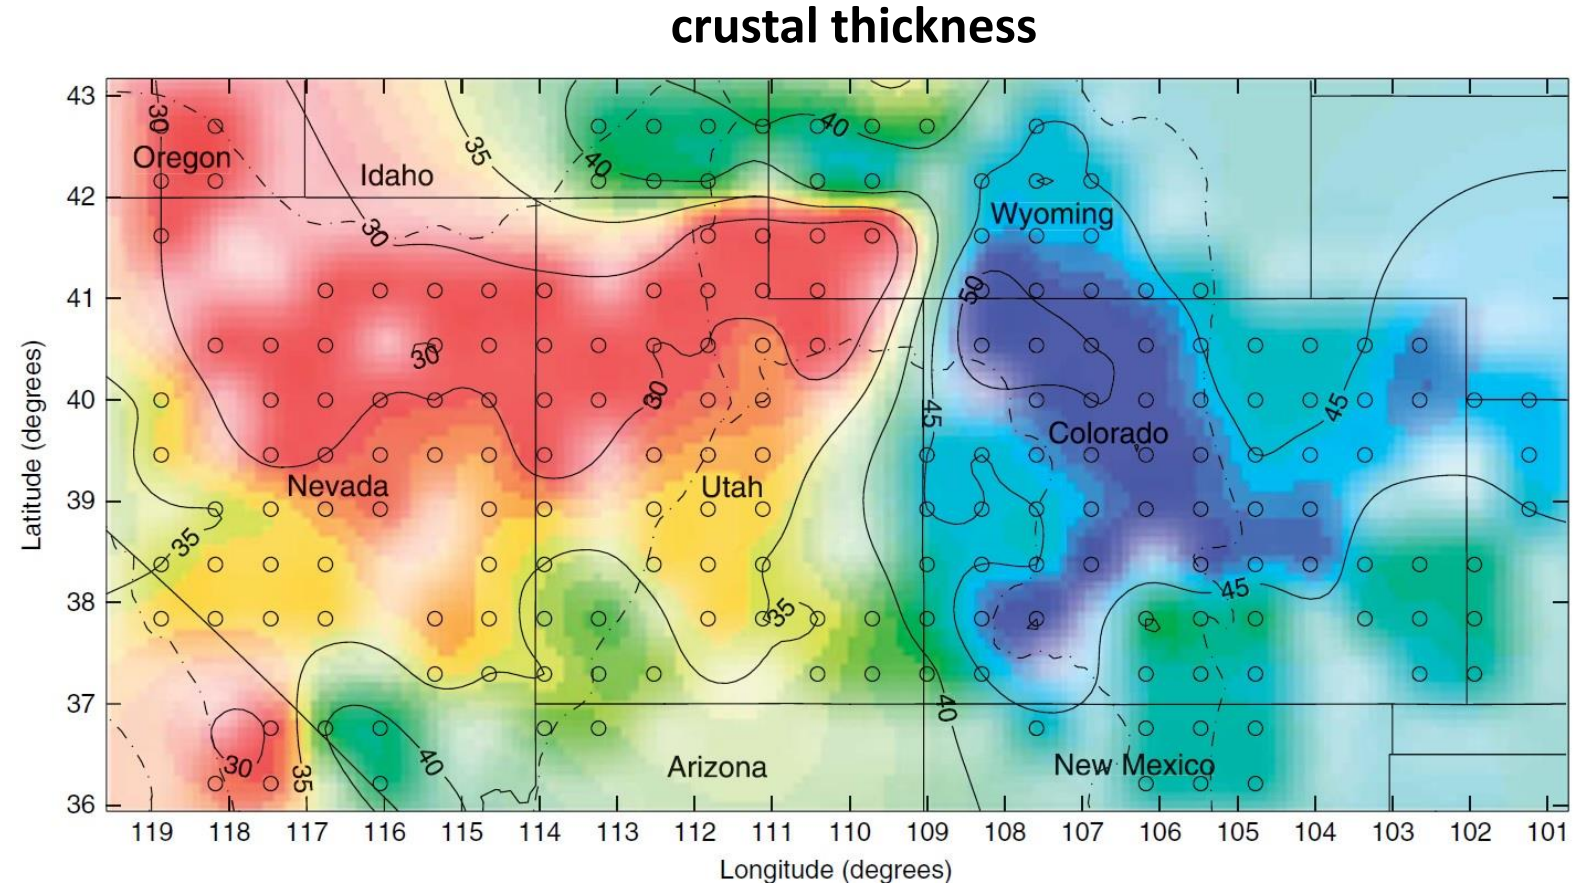 crustal thickness
43
42
41
40
39
38
37
36
Latitude (degrees)
30
Oregon
Idaho
35
40
40
30
Wyoming
50
30
30
45
45
Colorado
Nevada
Utah
35
35
45
40
30
35
40
Arizona
New Mexico
119 118 117 116 115 114 113 112 111 110 109 108 107 106 105 104 103 102 101
Longitude (degrees)